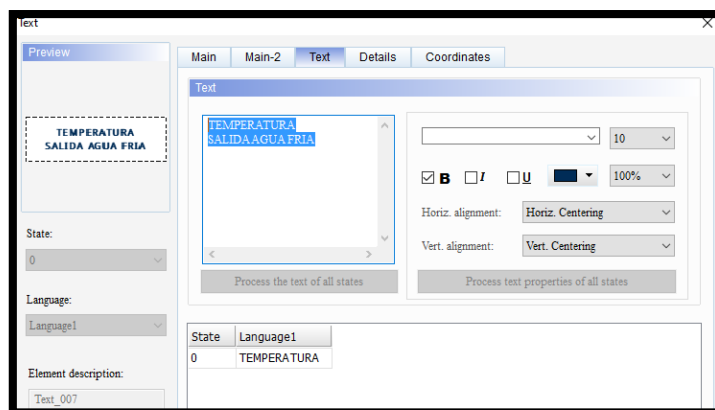 Text
Preview
TEMPERATURA
SALIDA AGUA FRIA
State:
0
Language:
Language1
Element description:
Text_007
Main Main-2 Text Details Coordinates
Text
TEMPERATURA
SALIDA AGUA FRIA
10
B I U 100%
Horiz. alignment: Horiz. Centering
Vert. alignment: Vert. Centering
Process the text of all states
Process text properties of all states
State Language1
0 TEMPERATURA